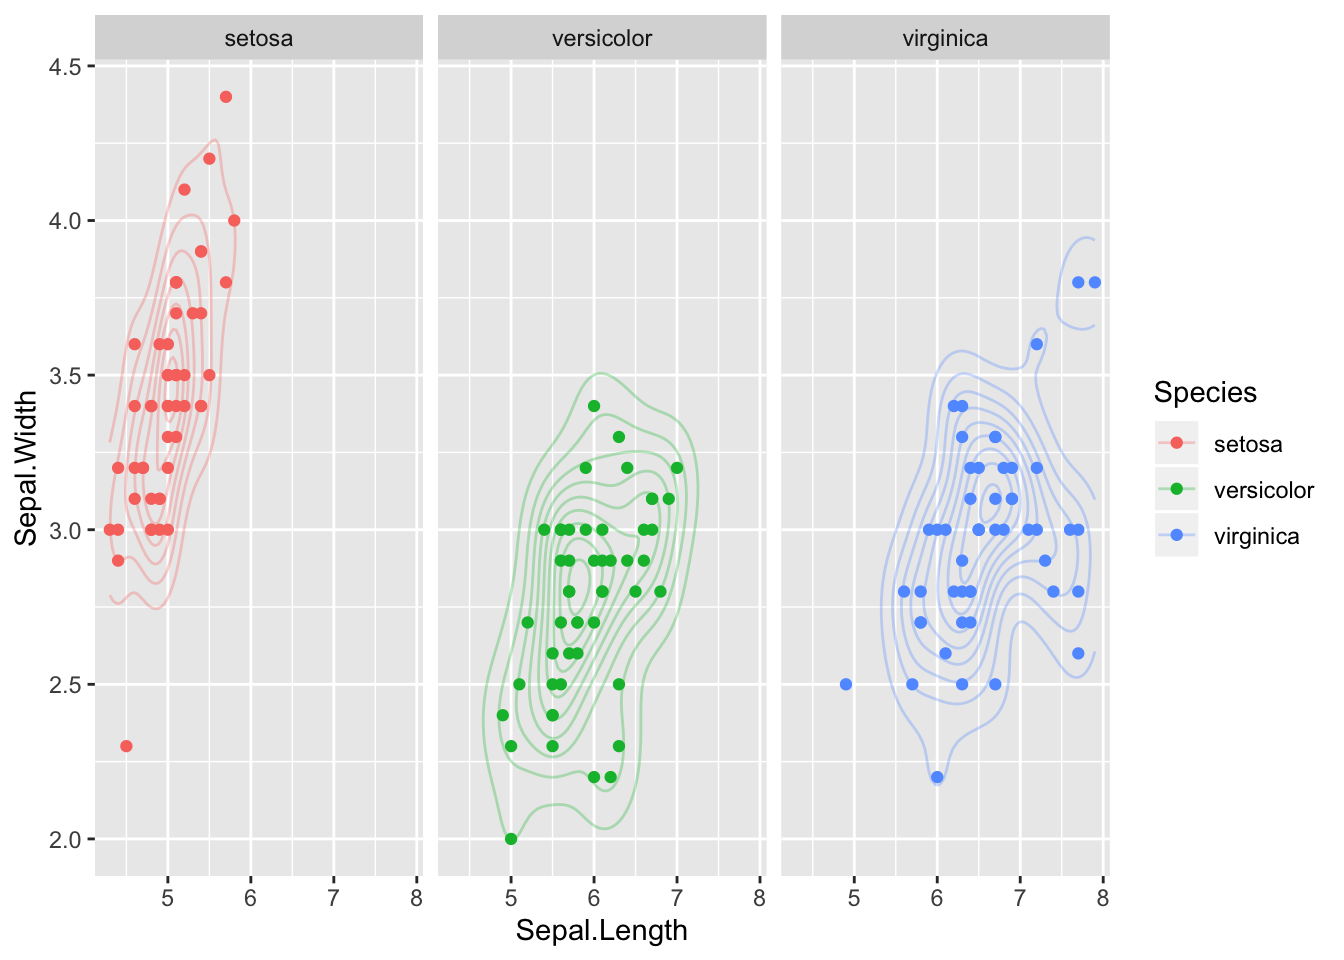 setosa
versicolor
virginica
4.5
4.0
3.5
3.0
2.5
2.0
Sepal.Width
5 6 7 8
5 6 7 8
5 6 7 8
Sepal.Length
Species
setosa
versicolor
virginica